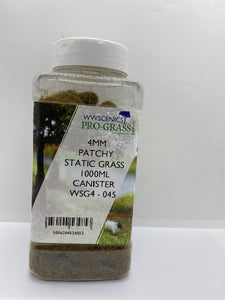 WWSCENICS
PRO-GRASS
4MM
PATCHY
STATIC GRASS
1000ML
CANISTER
WSG4 - 045